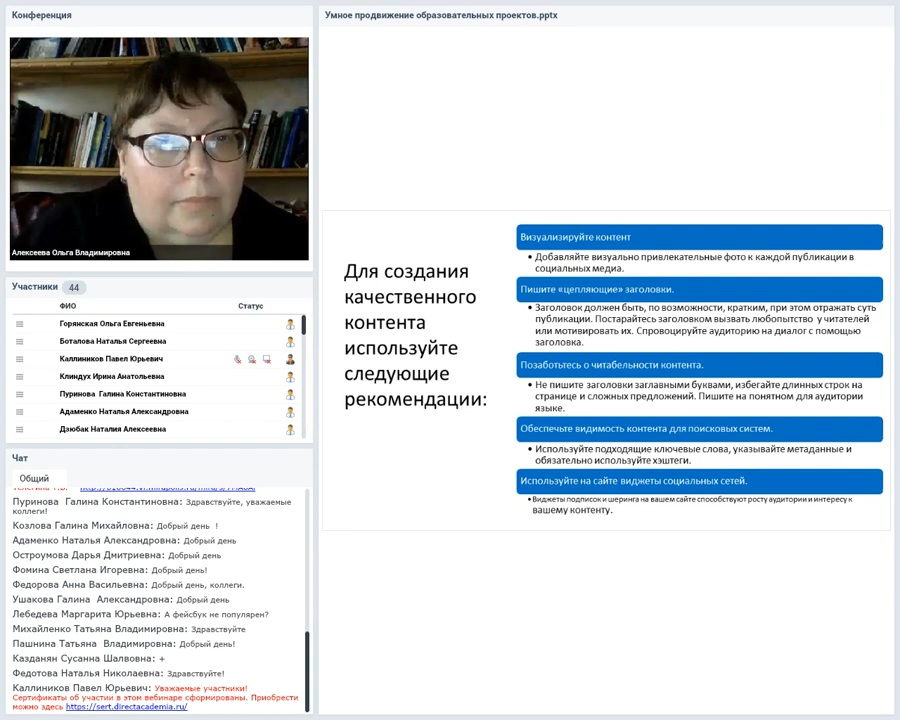 Конференция
Алексеева Ольга Владимировна
Участники 44
ФИО Статус
Горянская Ольга Евгеньевна
Боталова Наталья Сергеевна
Каллиников Павел Юрьевич
Клиндух Ирина Анатольевна
Пуринова Галина Константиновна
Адаменко Наталья Александровна
Дзюбак Наталия Алексеевна
Чат
Общий
Пуринова Галина Константиновна: Здравствуйте, уважаемые
коллеги!
Козлова Галина Михайловна: Добрый день !
Адаменко Наталья Александровна: Добрый день
Остроумова Дарья Дмитриевна: Добрый день
Фомина Светлана Игоревна: Добрый день!
Федорова Анна Васильевна: Добрый день, коллеги.
Ушакова Галина Александровна: Добрый день
Лебедева Маргарита Юрьевна: А фейсбук не популярен?
Михайленко Татьяна Владимировна: Здравствуйте
Пашнина Татьяна Владимировна: Добрый день!
Казданян Сусанна Шалвовна: +
Федотова Наталья Николаевна: Здравствуйте!
Каллиников Павел Юрьевич: Уважаемые участники!
Сертификаты об участии в этом вебинаре сформированы. Приобрести
можно здесь https://sert.directacademia.ru/
Умное продвижение образовательных проектов.pptx
Для создания
качественного
контента
используйте
следующие
рекомендации:
Визуализируйте контент
• Добавляйте визуально привлекательные фото к каждой публикации в
социальных медиа.
Пишите «цепляющие» заголовки.
• Заголовок должен быть, по возможности, кратким, при этом отражать суть
публикации. Постарайтесь заголовком вызвать любопытство у читателей
или мотивировать их. Спровоцируйте аудиторию на диалог с помощью
заголовка.
Позаботьтесь о читабельности контента.
• Не пишите заголовки заглавными буквами, избегайте длинных строк на
странице и сложных предложений. Пишите на понятном для аудитории
языке.
Обеспечьте видимость контента для поисковых систем.
• Используйте подходящие ключевые слова, указывайте метаданные и
обязательно используйте хэштеги.
Используйте на сайте виджеты социальных сетей.
• Виджеты подписок и шеринга на вашем сайте способствуют росту аудитории и интересу к
вашему контенту.